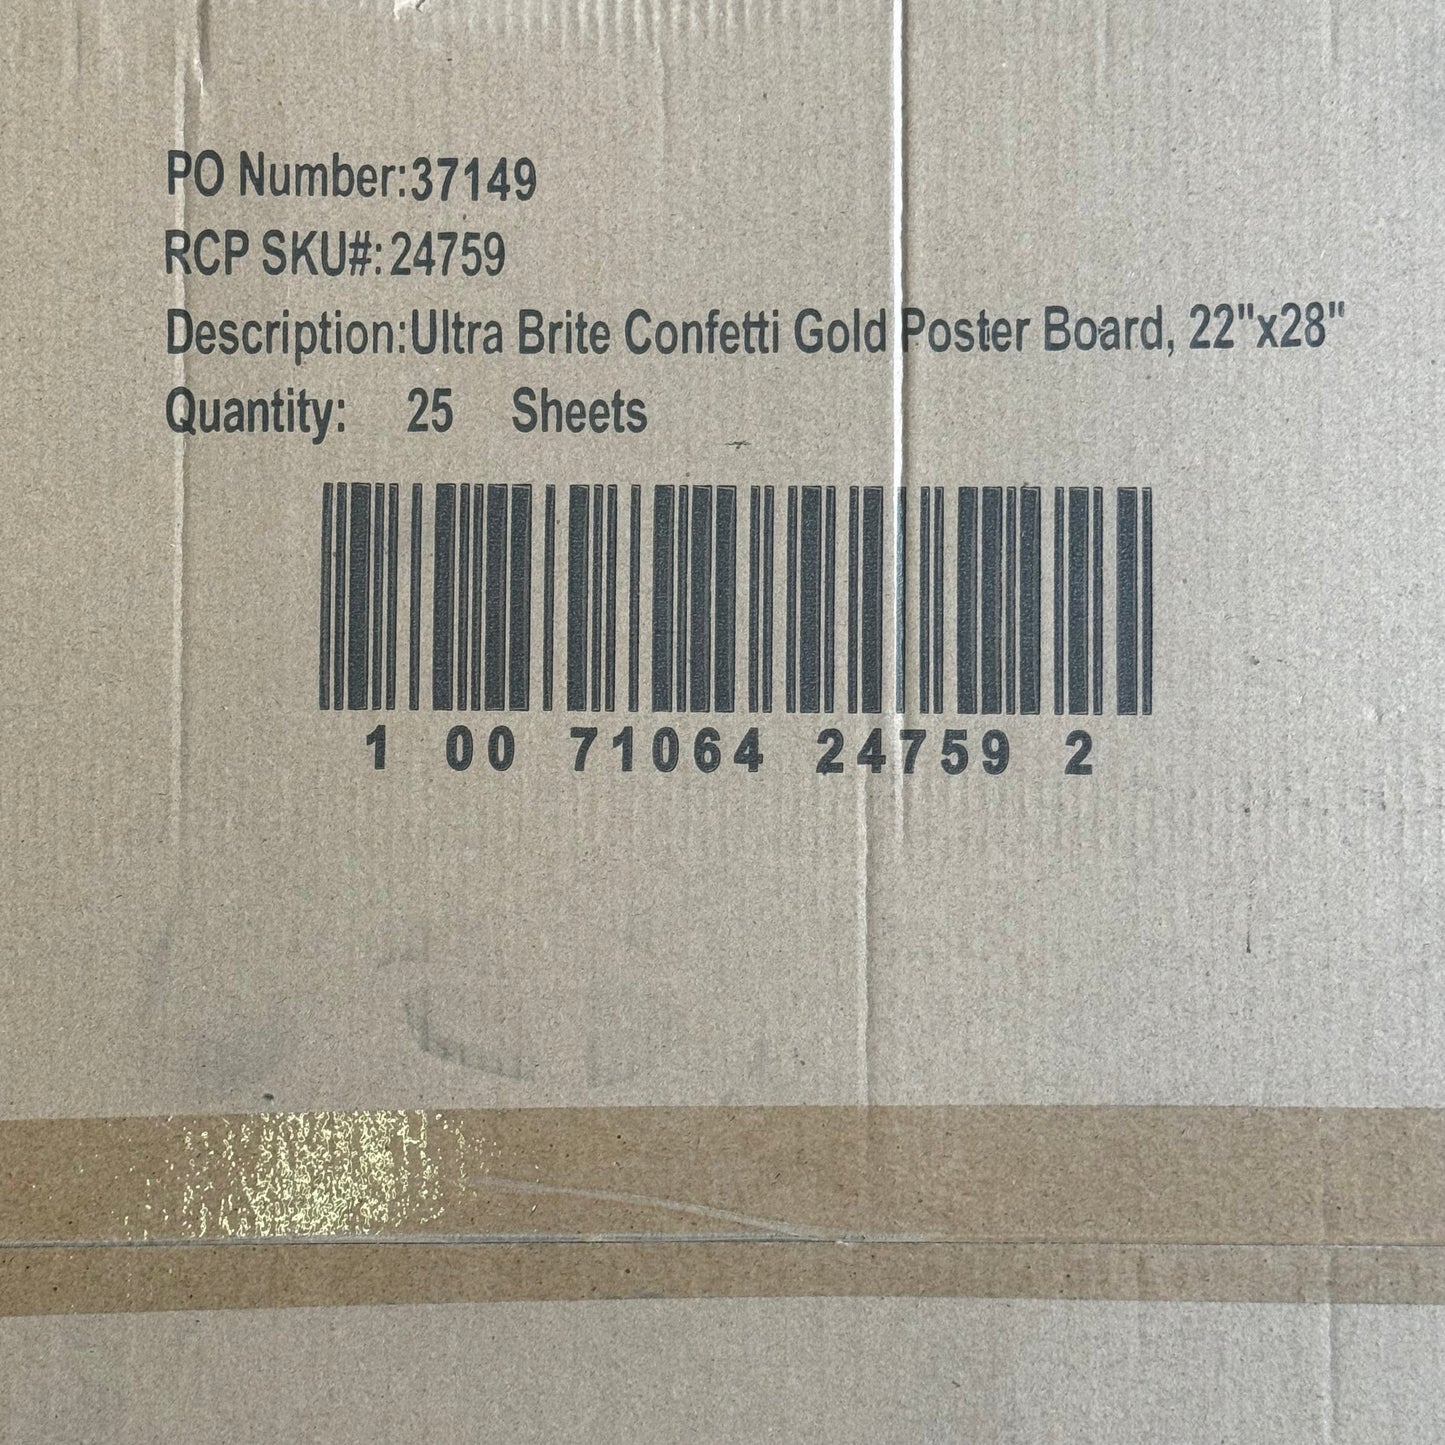 PO Number:37149
RCP SKU#:24759
Description:Ultra Brite Confetti Gold Poster Board, 22"x28"
Quantity: 25 Sheets
1 00 71064 24759 2